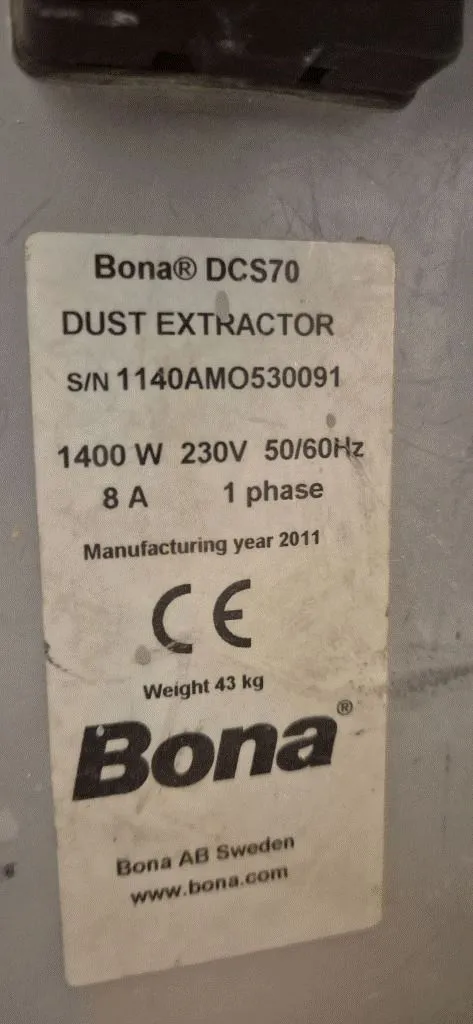 Bona® DCS70
DUST EXTRACTOR
S/N 1140AMO530091
1400 W 230V 50/60Hz
8 A 1 phase
Manufacturing year 2011
CE
Weight 43 kg
Bona®
Bona AB Sweden
www.bona.com